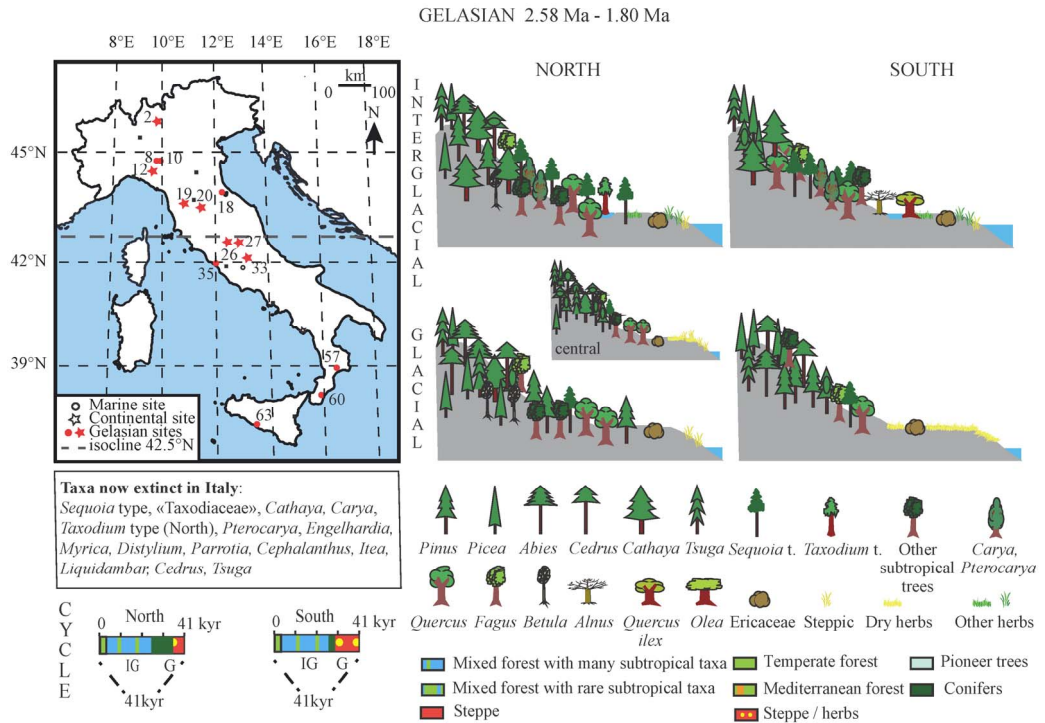 GELASIAN 2.58 Ma - 1.80 Ma
8°E 10°E 12°E 14°E 16°E 18°E
km
0 100
N
45°N
42°N
39°N
2
8
10
12
19
20
18
27
26
33
35
57
60
63
Marine site
Continental site
Gelasian sites
isocline 42.5°N
NORTH
SOUTH
INTERGLACIAL
GLACIAL
central
Taxa now extinct in Italy:
Sequoia type, «Taxodiaceae», Cathaya, Carya,
Taxodium type (North), Pterocarya, Engelhardia,
Myrica, Distylium, Parrotia, Cephalanthus, Itea,
Liquidambar, Cedrus, Tsuga
Pinus Picea Abies Cedrus Cathaya Tsuga Sequoia t. Taxodium t. Other
subtropical
trees
Carya,
Pterocarya
Quercus Fagus Betula Alnus Quercus
ilex
Olea Ericaceae Steppic Dry herbs Other herbs
CYCLE
North
0 41 kyr
IG G
41kyr
South
0 41 kyr
IG G
41kyr
Mixed forest with many subtropical taxa
Mixed forest with rare subtropical taxa
Steppe
Temperate forest
Mediterranean forest
Steppe / herbs
Pioneer trees
Conifers